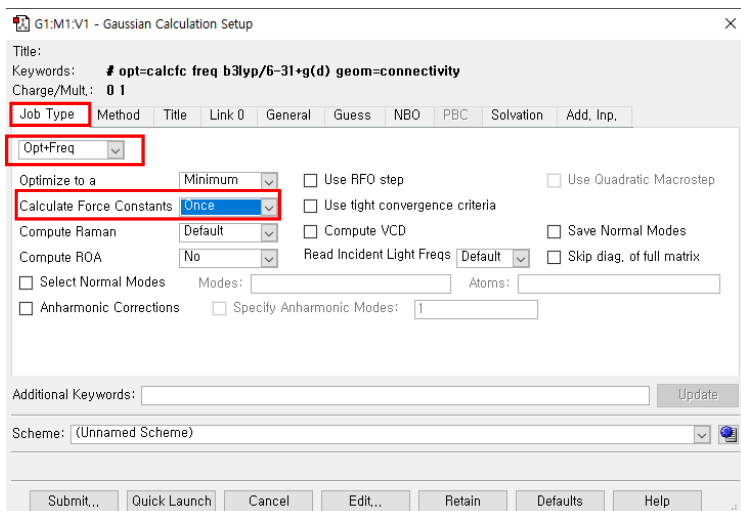 G1:M1:V1 - Gaussian Calculation Setup
Title:
Keywords: # opt=calcfc freq b3lyp/6-31+g(d) geom=connectivity
Charge/Mult.: 0 1
Job Type Method Title Link 0 General Guess NBO PBC Solvation Add. Inp.
Opt+Freq
Optimize to a Minimum Use RFO step Use Quadratic Macrostep
Calculate Force Constants Once Use tight convergence criteria
Compute Raman Default Compute VCD Save Normal Modes
Compute ROA No Read Incident Light Freqs Default Skip diag. of full matrix
Select Normal Modes Modes: Atoms:
Anharmonic Corrections Specify Anharmonic Modes: 1
Additional Keywords: Update
Scheme: (Unnamed Scheme)
Submit... Quick Launch Cancel Edit... Retain Defaults Help